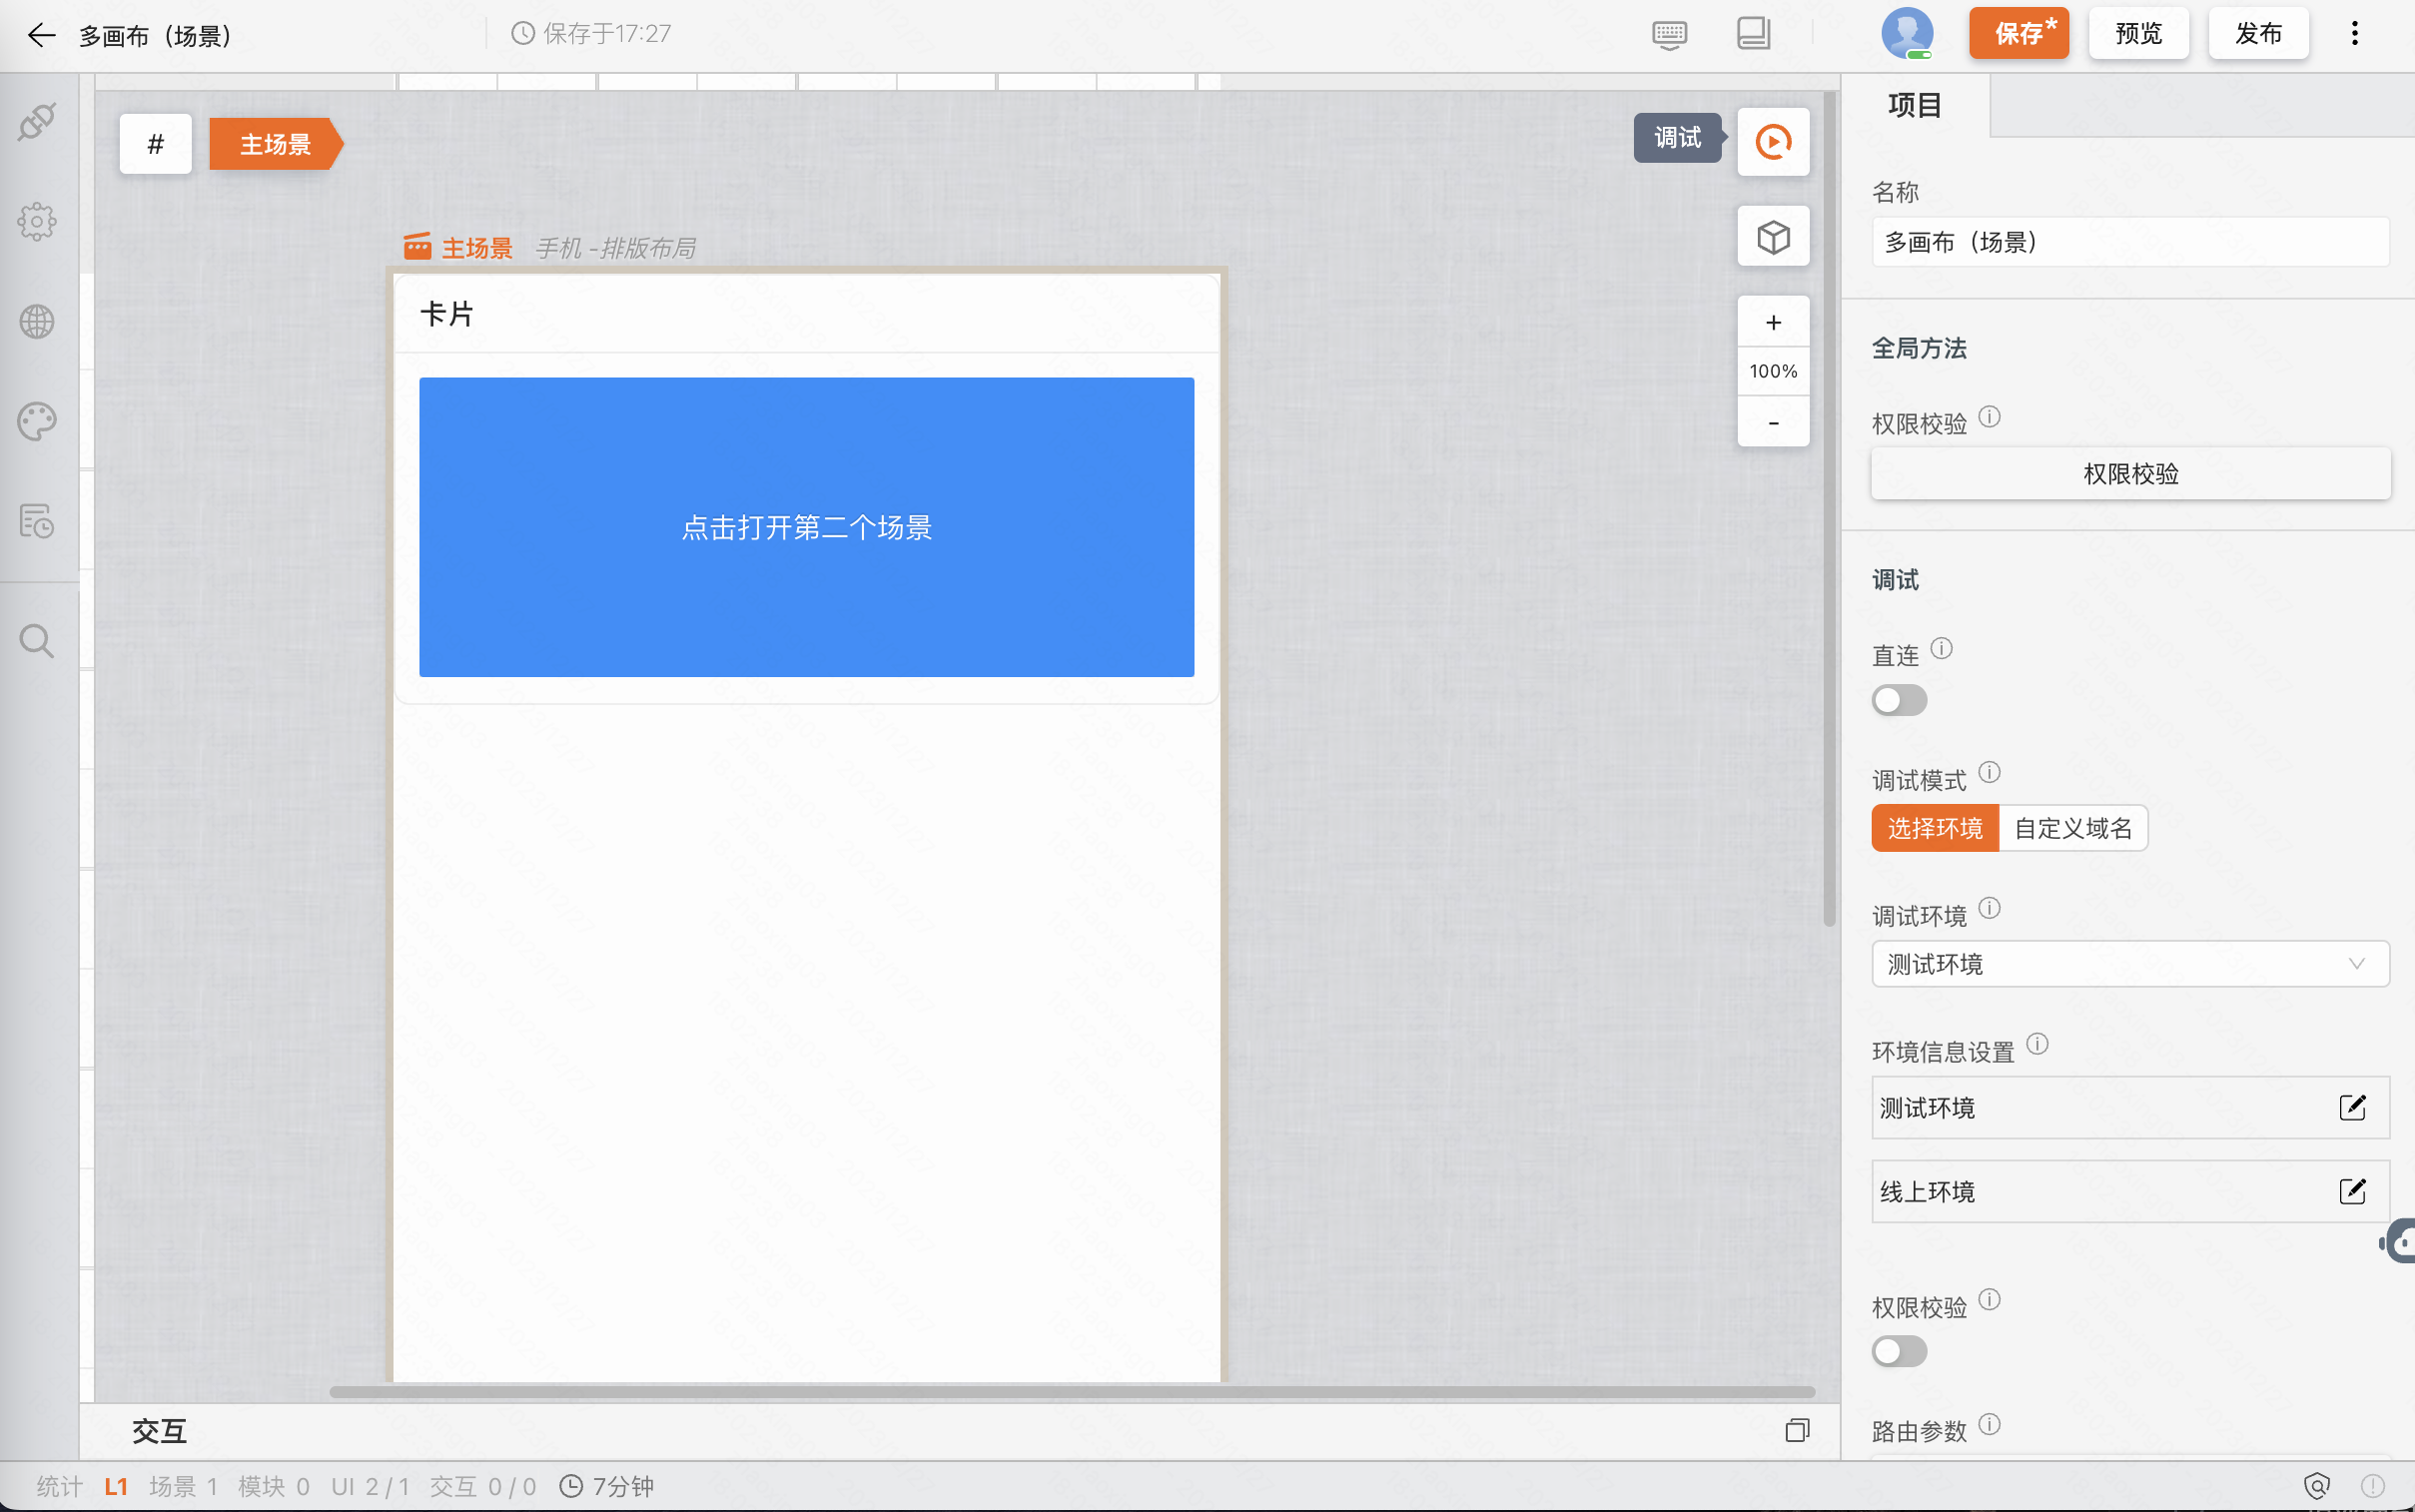 多画布（场景）
保存于17:27
保存*
预览
发布
#
主场景
调试
主场景 手机 -排版布局
卡片
点击打开第二个场景
+
100%
-
项目
名称
多画布（场景）
全局方法
权限校验
权限校验
调试
直连
调试模式
选择环境 自定义域名
调试环境
测试环境
环境信息设置
测试环境
线上环境
权限校验
路由参数
交互
统计 L1 场景 1 模块 0 UI 2 / 1 交互 0 / 0 7分钟